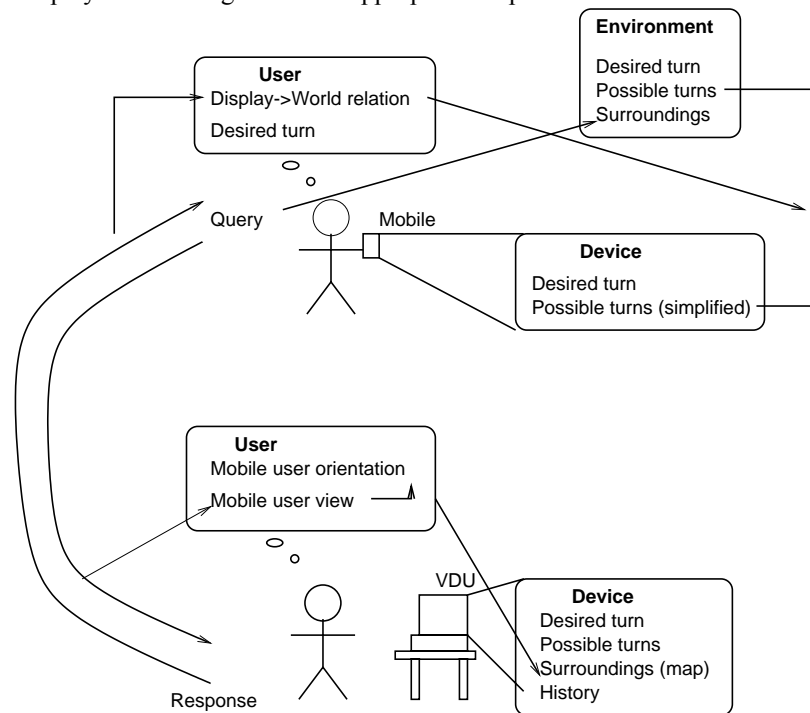 Environment
Desired turn
Possible turns
Surroundings
User
Display->World relation
Desired turn
Query
Mobile
Device
Desired turn
Possible turns (simplified)
User
Mobile user orientation
Mobile user view
VDU
Device
Desired turn
Possible turns
Surroundings (map)
History
Response